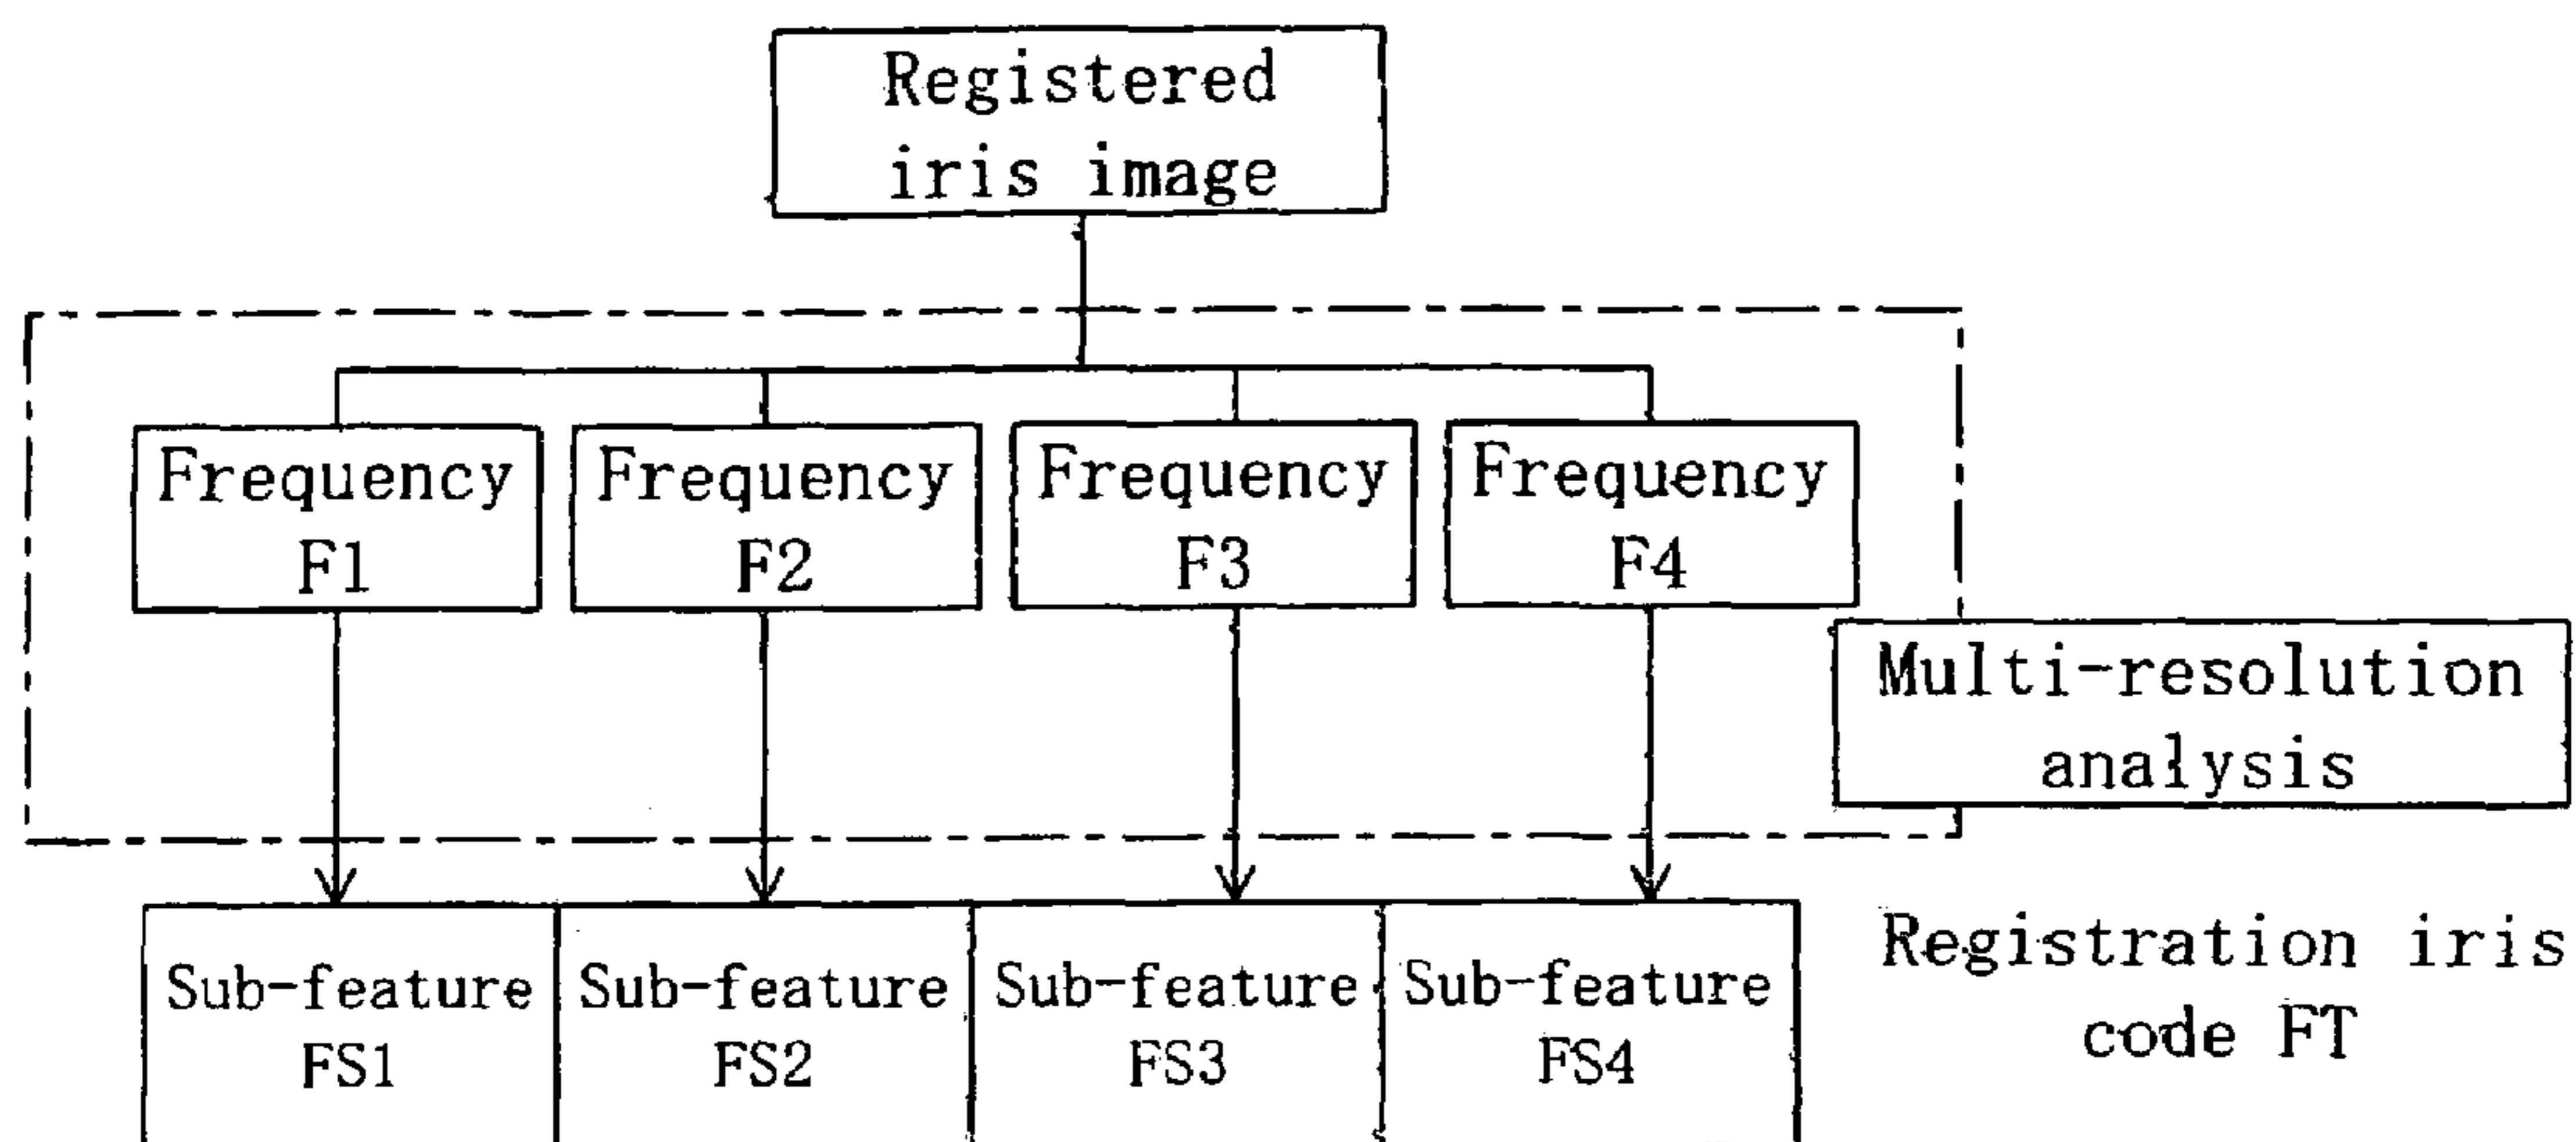 Registered
iris image
Frequency
F1
Frequency
F2
Frequency
F3
Frequency
F4
Multi-resolution
analysis
Sub-feature
FS1
Sub-feature
FS2
Sub-feature
FS3
Sub-feature
FS4
Registration iris
code FT